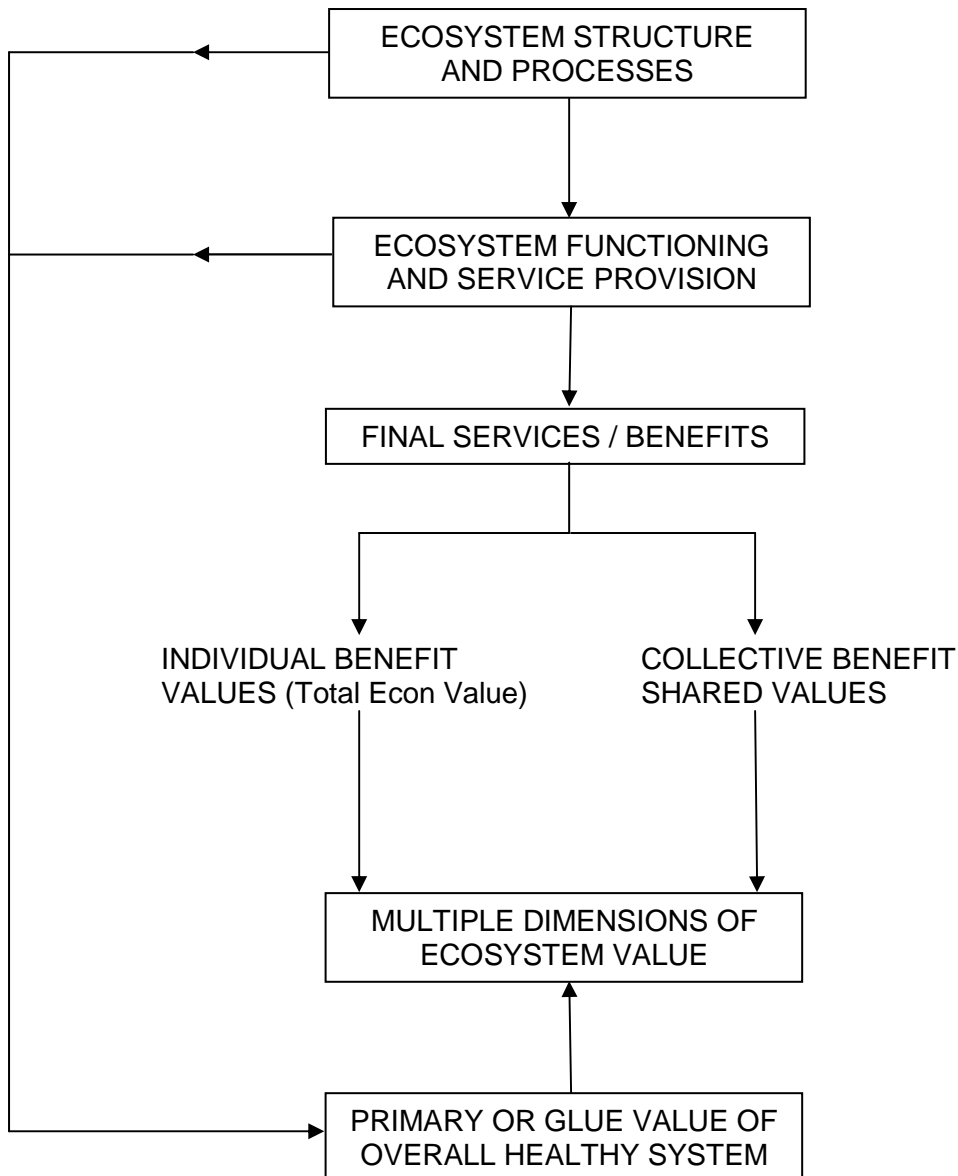 ECOSYSTEM STRUCTURE
AND PROCESSES
ECOSYSTEM FUNCTIONING
AND SERVICE PROVISION
FINAL SERVICES / BENEFITS
INDIVIDUAL BENEFIT
VALUES (Total Econ Value)
COLLECTIVE BENEFIT
SHARED VALUES
MULTIPLE DIMENSIONS OF
ECOSYSTEM VALUE
PRIMARY OR GLUE VALUE OF
OVERALL HEALTHY SYSTEM